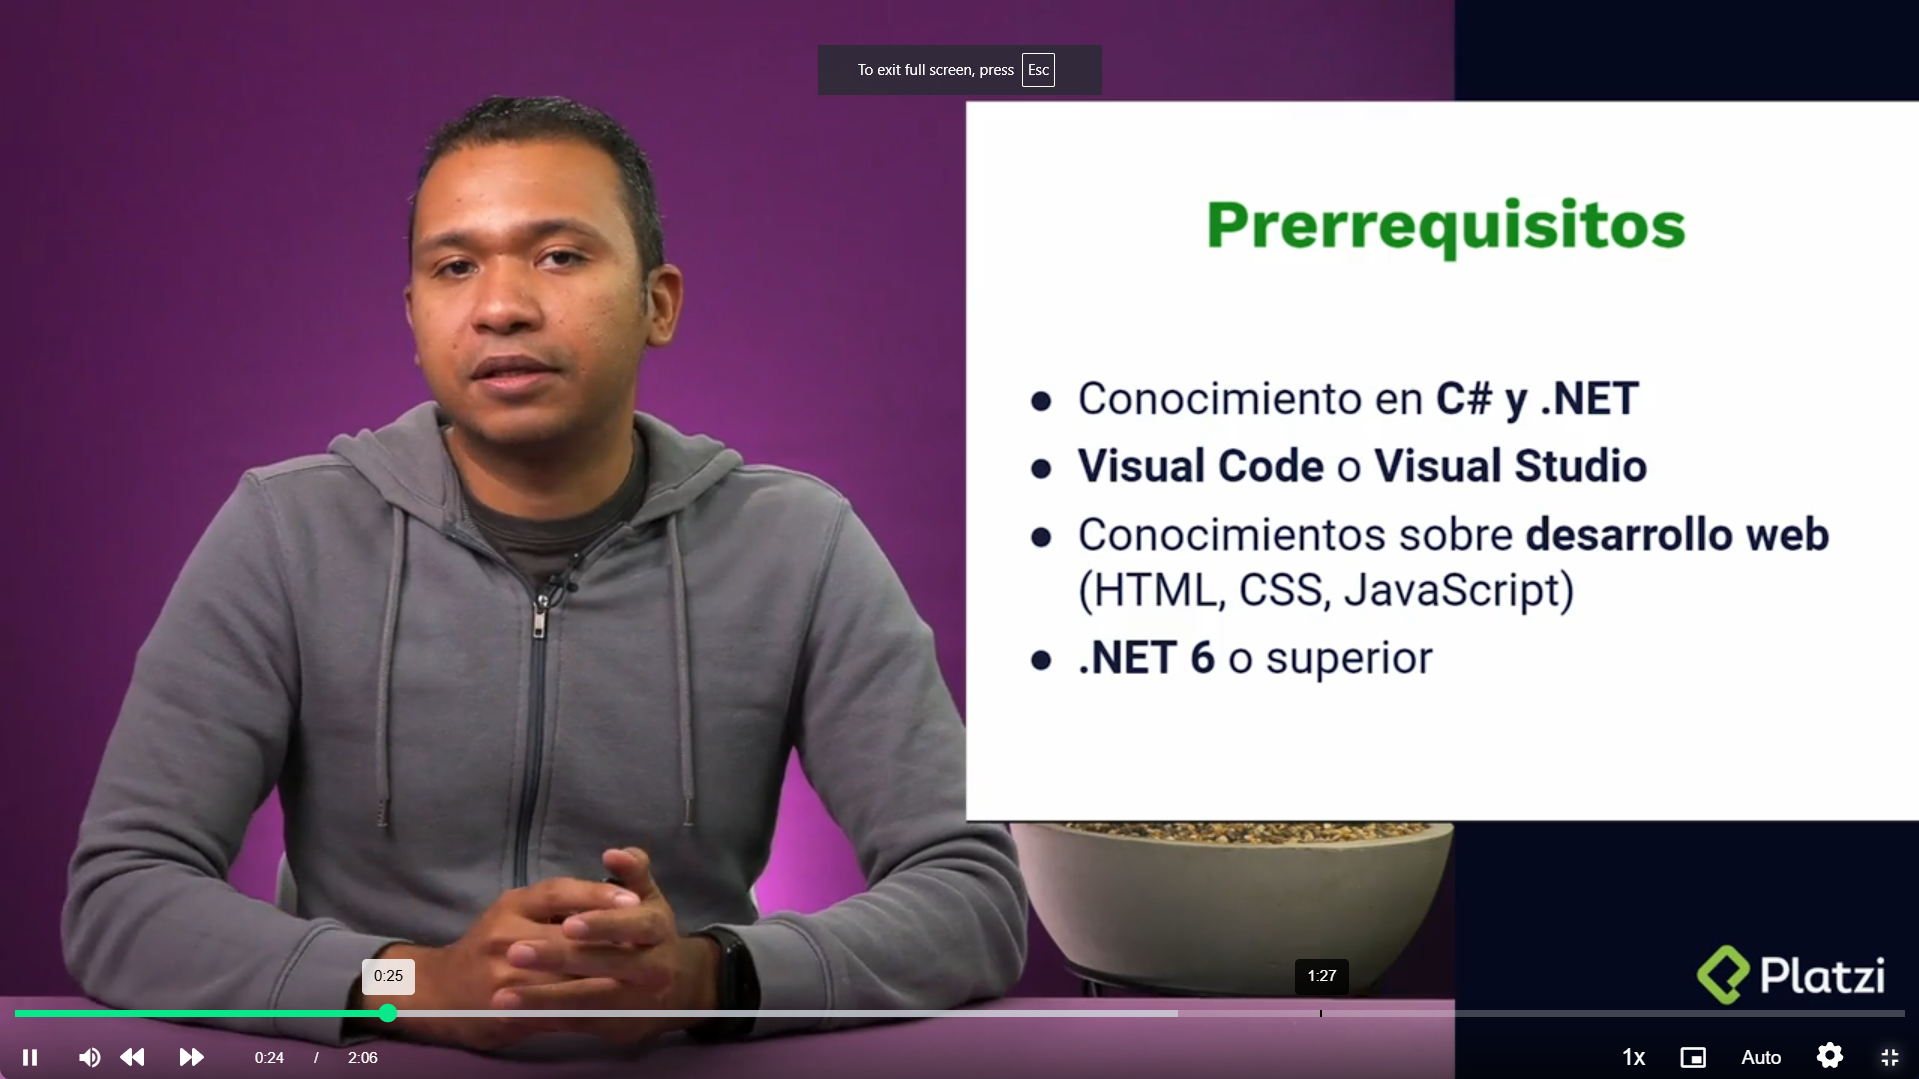 To exit full screen, press Esc
Prerrequisitos
● Conocimiento en C# y .NET
● Visual Code o Visual Studio
● Conocimientos sobre desarrollo web
(HTML, CSS, JavaScript)
● .NET 6 o superior
Platzi
0:25
1:27
0:24 / 2:06
1x
Auto